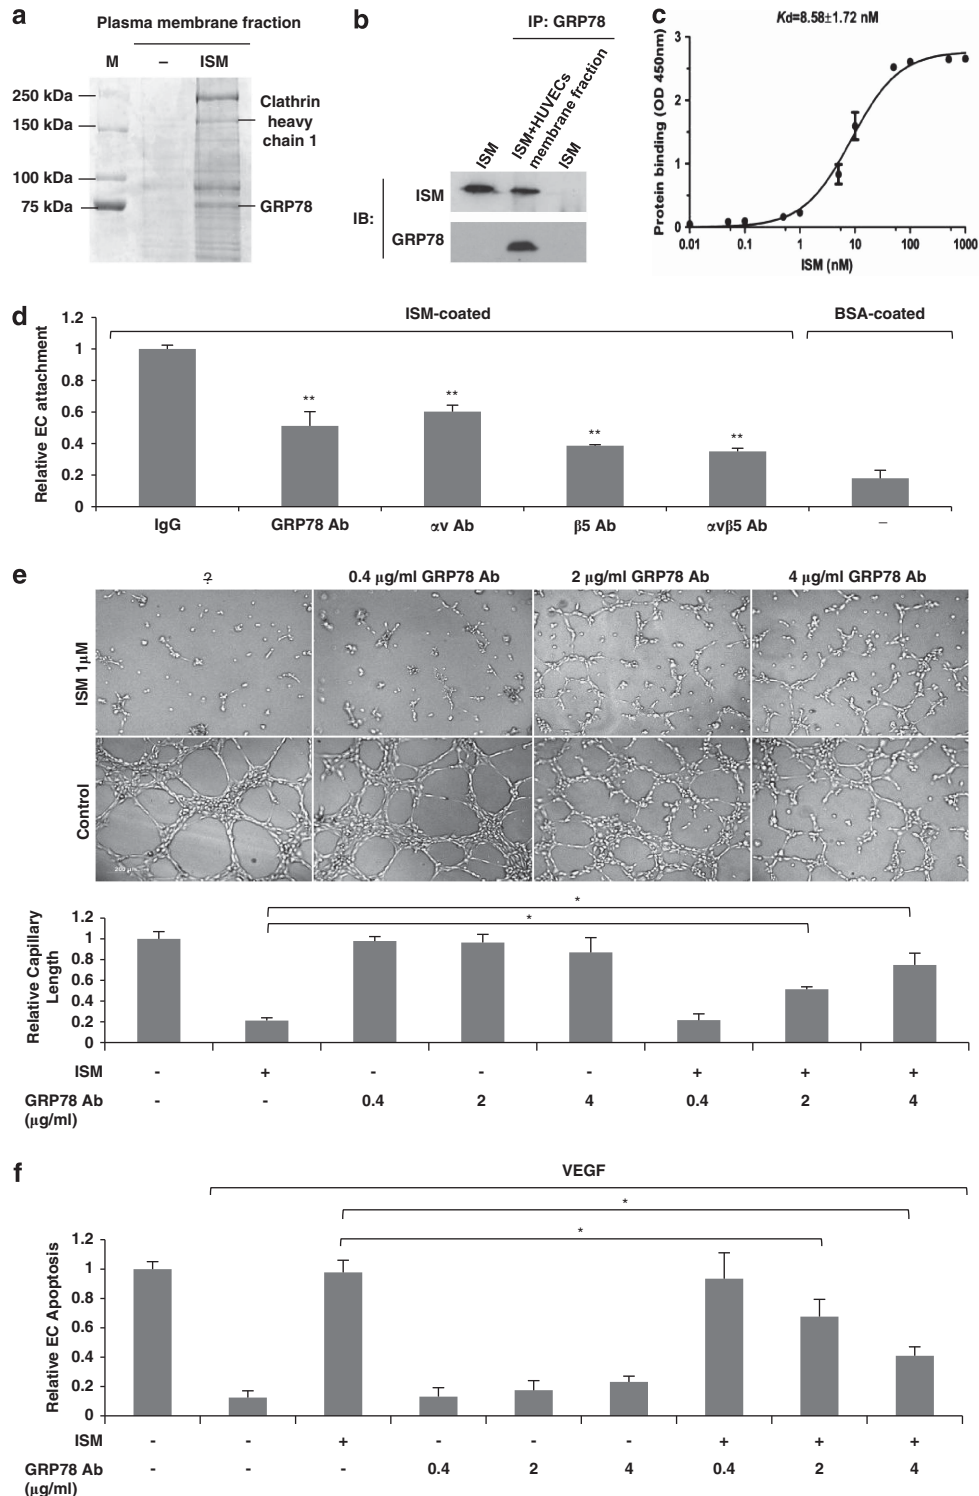 a
Plasma membrane fraction
M – ISM
250 kDa
150 kDa
100 kDa
75 kDa
Clathrin
heavy
chain 1
GRP78
b
IP: GRP78
ISM
ISM+HUVECs
membrane fraction
ISM
IB:
ISM
GRP78
c
Kd=8.58±1.72 nM
Protein binding (OD 450nm)
3
2
1
0
0.01 0.1 1 10 100 1000
ISM (nM)
d
ISM-coated BSA-coated
Relative EC attachment
1.2
1
0.8
0.6
0.4
0.2
0
** ** ** **
IgG GRP78 Ab αv Ab β5 Ab αvβ5 Ab –
e
? 0.4 μg/ml GRP78 Ab 2 μg/ml GRP78 Ab 4 μg/ml GRP78 Ab
ISM 1μM
Control
200 μm
Relative Capillary
Length
1.2
1
0.8
0.6
0.4
0.2
0
*
*
ISM - + - - - + + +
GRP78 Ab - - 0.4 2 4 0.4 2 4
(μg/ml)
f
VEGF
*
*
Relative EC Apoptosis
1.2
1
0.8
0.6
0.4
0.2
0
ISM - - + - - - + + +
GRP78 Ab - - - 0.4 2 4 0.4 2 4
(μg/ml)